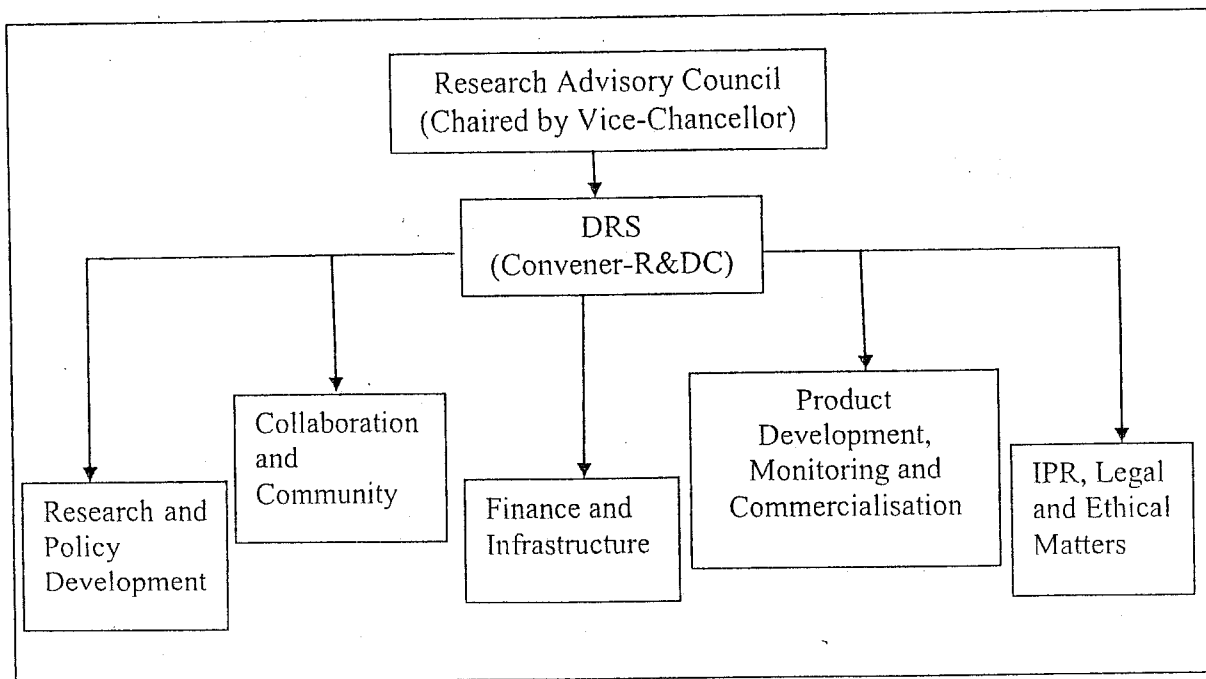 Research Advisory Council
(Chaired by Vice-Chancellor)
DRS
(Convener-R&DC)
Research and
Policy
Development
Collaboration
and
Community
Finance and
Infrastructure
Product
Development,
Monitoring and
Commercialisation
IPR, Legal
and Ethical
Matters